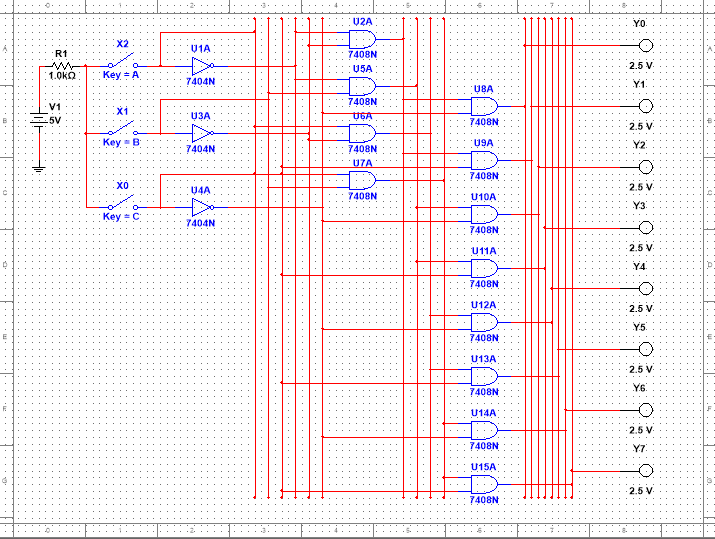 R1
1.0kΩ
V1
5V
X2
Key = A
X1
Key = B
X0
Key = C
U1A
7404N
U3A
7404N
U4A
7404N
U2A
7408N
U5A
7408N
U6A
7408N
U7A
7408N
U8A
7408N
U9A
7408N
U10A
7408N
U11A
7408N
U12A
7408N
U13A
7408N
U14A
7408N
U15A
7408N
Y0
2.5 V
Y1
2.5 V
Y2
2.5 V
Y3
2.5 V
Y4
2.5 V
Y5
2.5 V
Y6
2.5 V
Y7
2.5 V